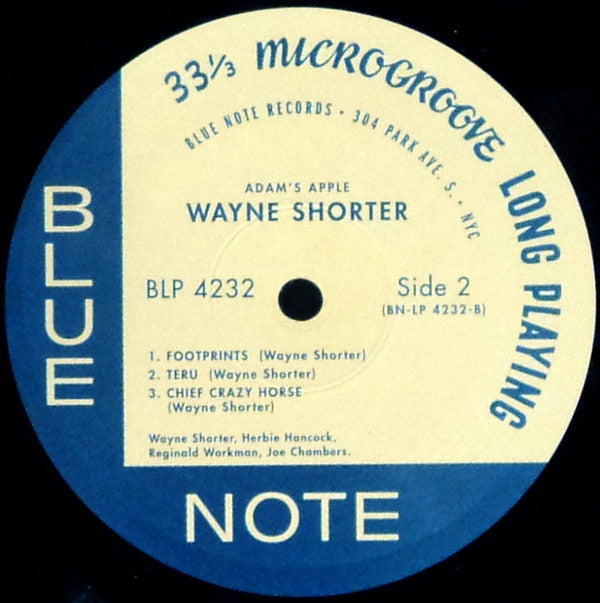 33⅓ MICROGROOVE LONG PLAYING
BLUE NOTE RECORDS • 304 PARK AVE. S. • NYC
ADAM'S APPLE
WAYNE SHORTER
BLP 4232
Side 2
(BN-LP 4232-B)
1. FOOTPRINTS (Wayne Shorter)
2. TERU (Wayne Shorter)
3. CHIEF CRAZY HORSE
(Wayne Shorter)
Wayne Shorter, Herbie Hancock,
Reginald Workman, Joe Chambers.
BLUE
NOTE